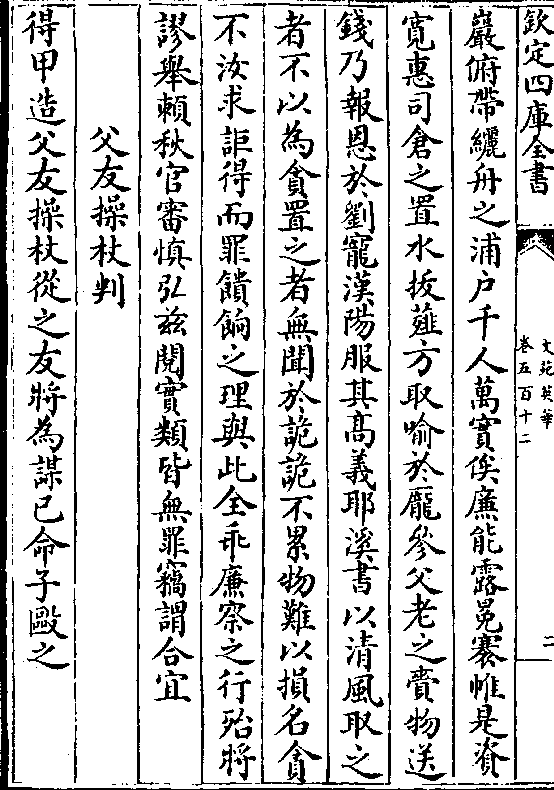 欽定四庫全書
文苑英華
卷五百十二
二
巖俯帶纚舟之浦户千人萬實俟廉能露冕褰帷是資
寛惠司倉之置水拔薤方取喻於龐參父老之賫物送
錢乃報恩於劉寵漢陽服其髙義耶溪書以清風取之
者不以為貪置之者無聞於詭詭不累物難以損名貪
不汝求詎得而罪饋餉之理與此全乖廉察之行殆將
謬舉頼秋官審慎弘兹閲實類皆無罪竊謂合宜
父友操杖判
得甲造父友操杖從之友將為謀已命子毆之